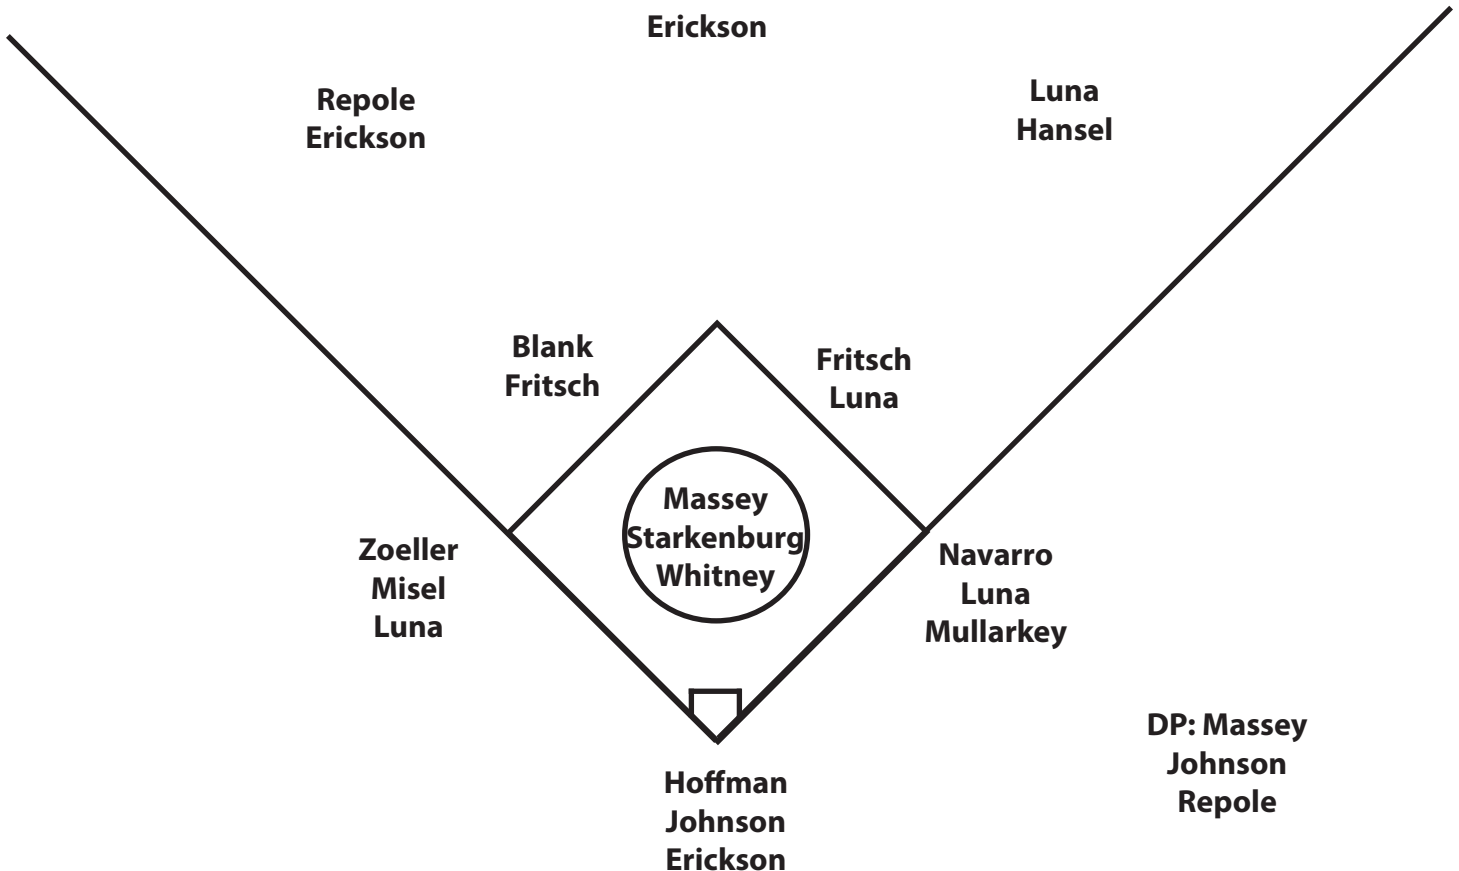 Erickson
Repole
Erickson
Luna
Hansel
Blank
Fritsch
Fritsch
Luna
Massey
Starkenburg
Whitney
Zoeller
Misel
Luna
Navarro
Luna
Mullarkey
DP: Massey
Johnson
Repole
Hoffman
Johnson
Erickson